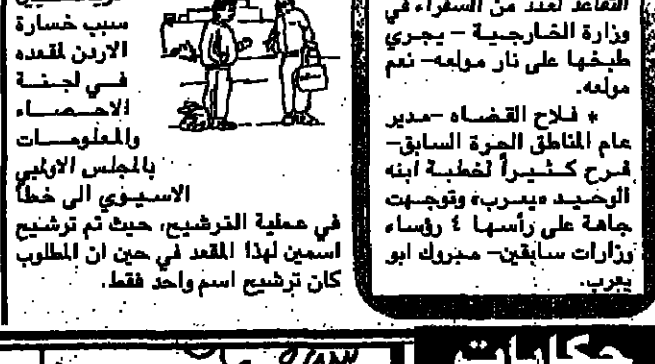 التقاعد لعدد من السفراء في
وزارة الخارجية – يجري
طبخها على نار مولعه– نعم
مولعه.
* فلاح القضاه –مدير
عام المناطق الحرة السابق–
فرح كثيراً لخطبة ابنه
الوحيد «يعرب» وتوجهت
جاهة على رأسها ٤ رؤساء
وزارات سابقين– مبروك ابو
يعرب.
سبب خسارة
الاردن لمقعده
في لجنة
الاحصاء
والمعلومات
بالمجلس الاولمبي
الاسيوي الى خطأ
في عملية الترشيح، حيث تم ترشيح
اسمين لهذا المقعد في حين ان المطلوب
كان ترشيح اسم واحد فقط.
حكايات